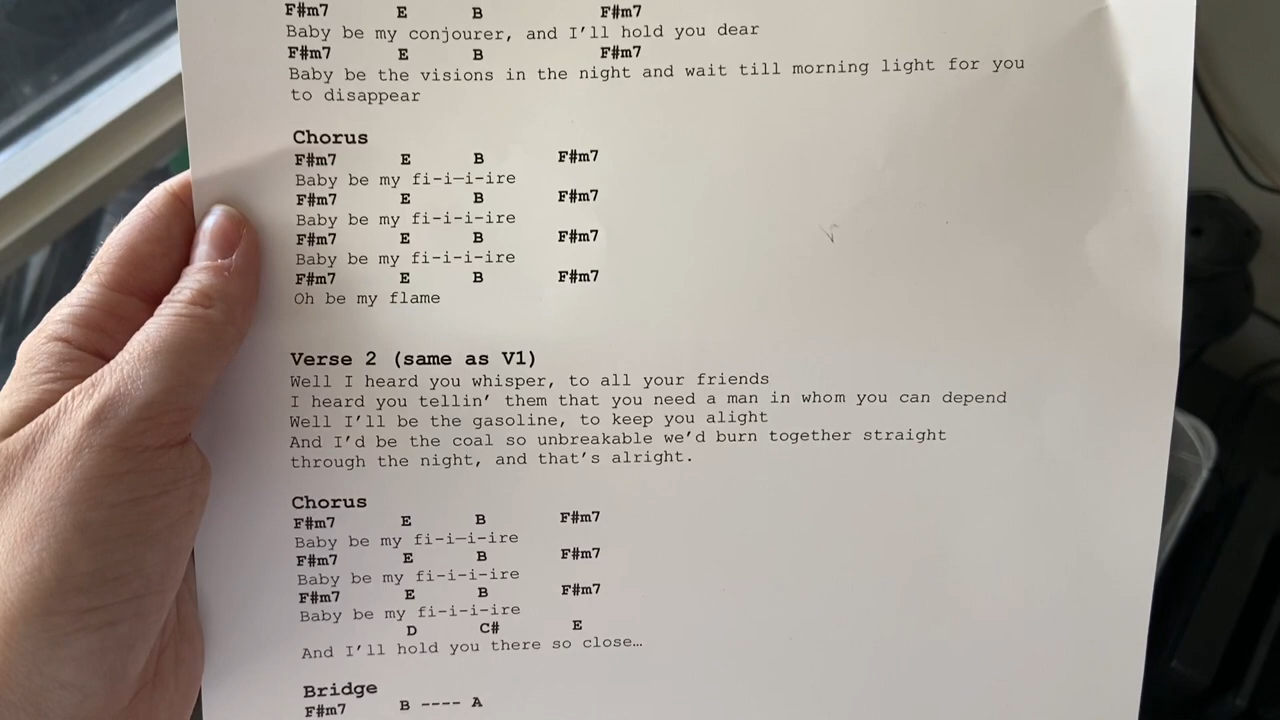 F#m7 E B F#m7
Baby be my conjourer, and I'll hold you dear
F#m7 E B F#m7
Baby be the visions in the night and wait till morning light for you
to disappear
Chorus
F#m7 E B F#m7
Baby be my fi-i-i-ire
F#m7 E B F#m7
Baby be my fi-i-i-ire
F#m7 E B F#m7
Baby be my fi-i-i-ire
F#m7 E B F#m7
Oh be my flame
Verse 2 (same as V1)
Well I heard you whisper, to all your friends
I heard you tellin' them that you need a man in whom you can depend
Well I'll be the gasoline, to keep you alight
And I'd be the coal so unbreakable we'd burn together straight
through the night, and that's alright.
Chorus
F#m7 E B F#m7
Baby be my fi-i-i-ire
F#m7 E B F#m7
Baby be my fi-i-i-ire
F#m7 E B F#m7
Baby be my fi-i-i-ire
D C# E
And I'll hold you there so close…
Bridge
F#m7 B ---- A